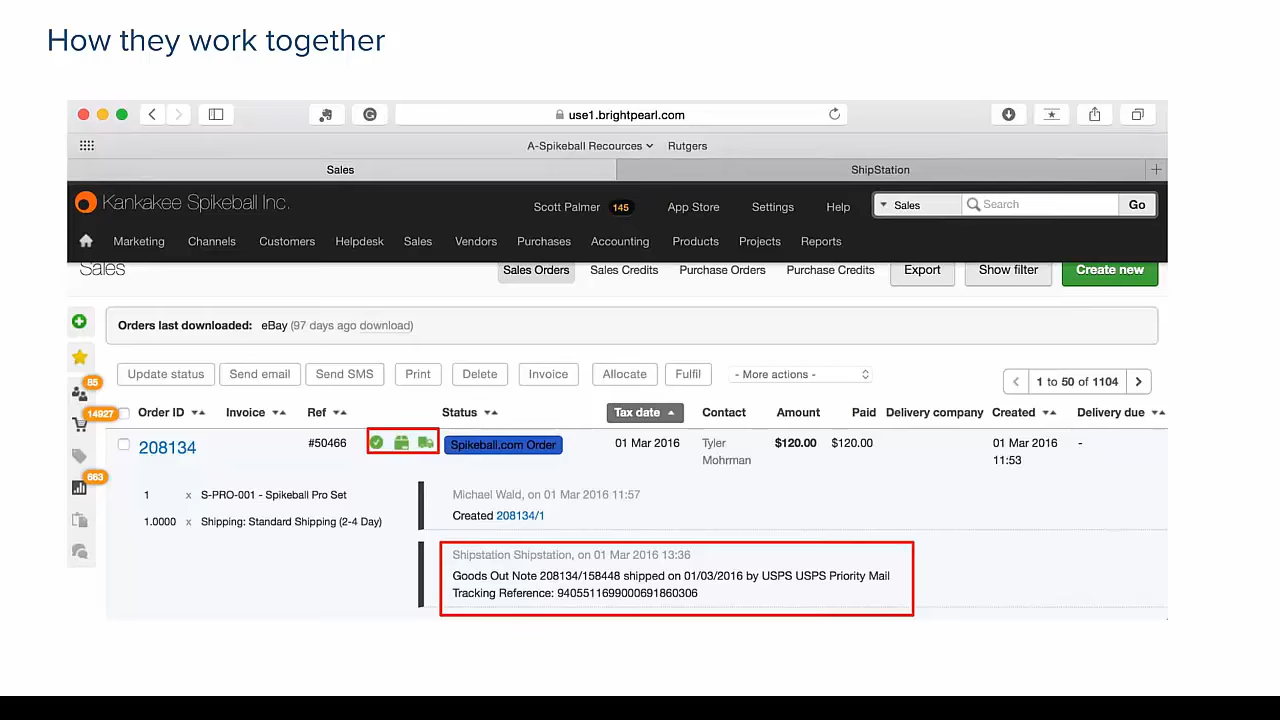 How they work together
use1.brightpearl.com
A-Spikeball Recources Rutgers
Sales ShipStation
Kankakee Spikeball Inc. Scott Palmer 145 App Store Settings Help Sales Search Go
Marketing Channels Customers Helpdesk Sales Vendors Purchases Accounting Products Projects Reports
Sales Sales Orders Sales Credits Purchase Orders Purchase Credits Export Show filter Create new
Orders last downloaded: eBay (97 days ago download)
Update status Send email Send SMS Print Delete Invoice Allocate Fulfil - More actions - 1 to 50 of 1104
85
14927
Order ID Invoice Ref Status Tax date Contact Amount Paid Delivery company Created Delivery due
208134 #50466 Spikeball.com Order 01 Mar 2016 Tyler $120.00 $120.00 01 Mar 2016 -
Mohrman 11:53
663
1 x S-PRO-001 - Spikeball Pro Set Michael Wald, on 01 Mar 2016 11:57
1.0000 x Shipping: Standard Shipping (2-4 Day) Created 208134/1
Shipstation Shipstation, on 01 Mar 2016 13:36
Goods Out Note 208134/158448 shipped on 01/03/2016 by USPS USPS Priority Mail
Tracking Reference: 9405511699000691860306